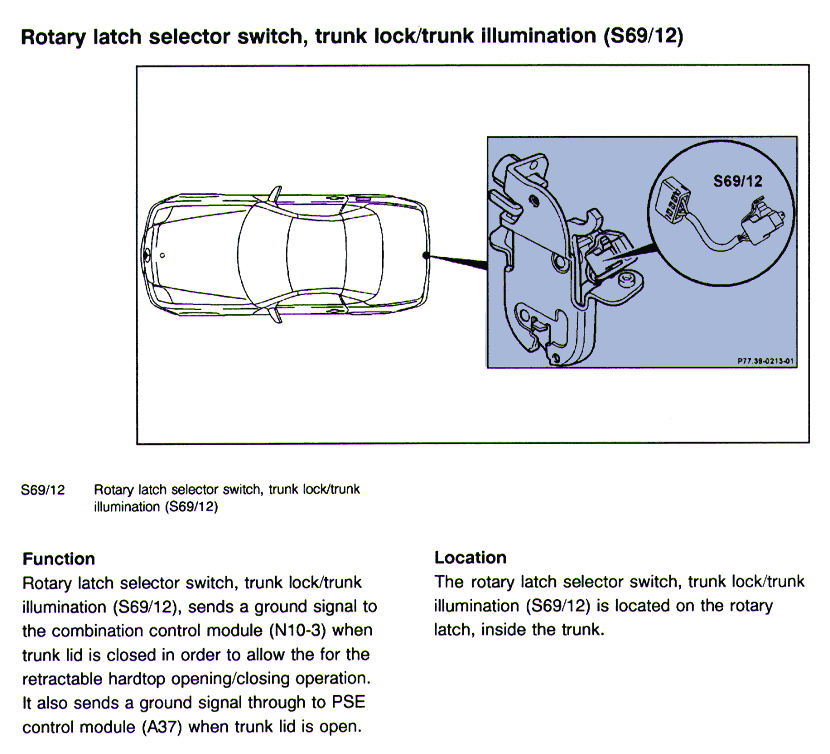 Rotary latch selector switch, trunk lock/trunk illumination (S69/12)
S69/12
P77.39-0213-01
S69/12 Rotary latch selector switch, trunk lock/trunk
illumination (S69/12)
Function
Rotary latch selector switch, trunk lock/trunk
illumination (S69/12), sends a ground signal to
the combination control module (N10-3) when
trunk lid is closed in order to allow the for the
retractable hardtop opening/closing operation.
It also sends a ground signal through to PSE
control module (A37) when trunk lid is open.
Location
The rotary latch selector switch, trunk lock/trunk
illumination (S69/12) is located on the rotary
latch, inside the trunk.